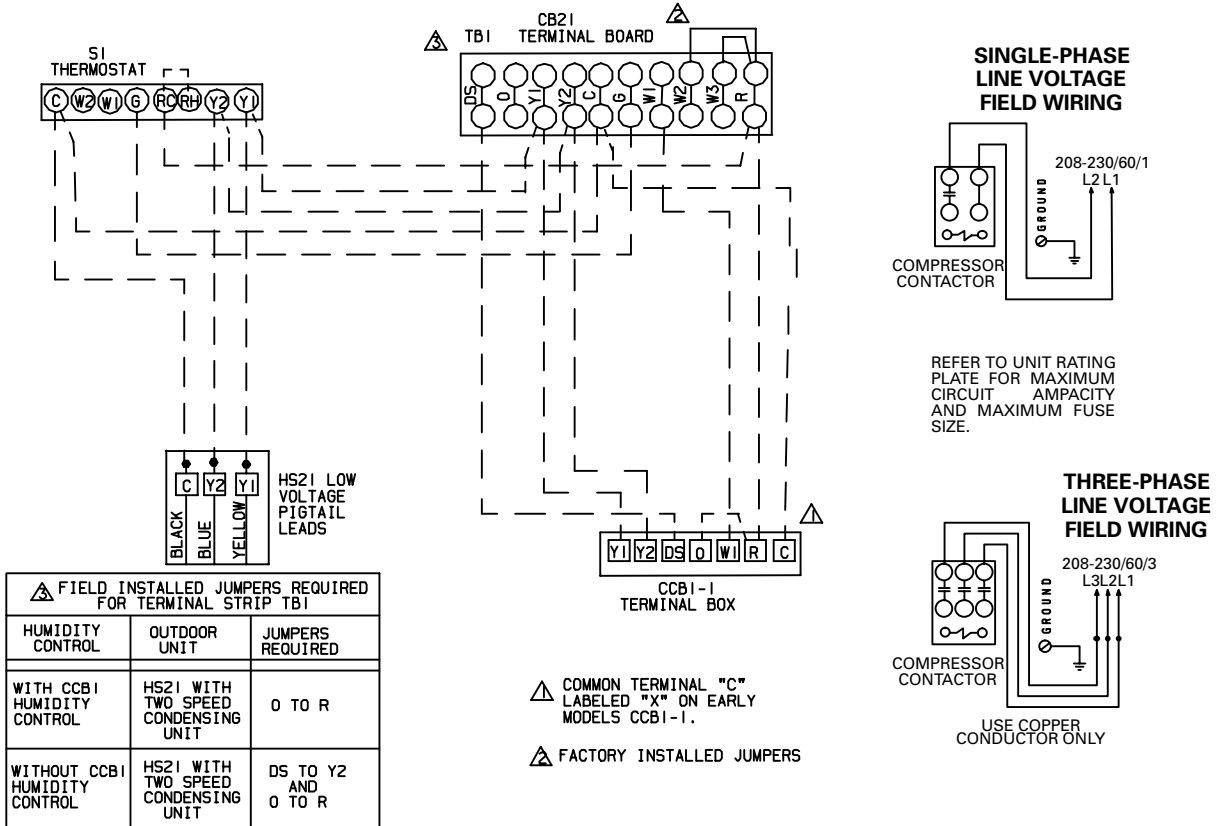 S1
THERMOSTAT
C W2 W1 G RC RH Y2 Y1
3 TB1
CB21
TERMINAL BOARD
2
DS O Y1 Y2 C G W1 W2 W3 R
C Y2 Y1
BLACK
BLUE
YELLOW
HS21 LOW
VOLTAGE
PIGTAIL
LEADS
1
Y1 Y2 DS O W1 R C
CCB1-1
TERMINAL BOX
3 FIELD INSTALLED JUMPERS REQUIRED
FOR TERMINAL STRIP TB1
HUMIDITY
CONTROL
OUTDOOR
UNIT
JUMPERS
REQUIRED
WITH CCB1
HUMIDITY
CONTROL
HS21 WITH
TWO SPEED
CONDENSING
UNIT
O TO R
WITHOUT CCB1
HUMIDITY
CONTROL
HS21 WITH
TWO SPEED
CONDENSING
UNIT
DS TO Y2
AND
O TO R
1 COMMON TERMINAL "C"
LABELED "X" ON EARLY
MODELS CCB1-1.
2 FACTORY INSTALLED JUMPERS
SINGLE-PHASE
LINE VOLTAGE
FIELD WIRING
208-230/60/1
L2 L1
GROUND
COMPRESSOR
CONTACTOR
REFER TO UNIT RATING
PLATE FOR MAXIMUM
CIRCUIT AMPACITY
AND MAXIMUM FUSE
SIZE.
THREE-PHASE
LINE VOLTAGE
FIELD WIRING
208-230/60/3
L3L2L1
GROUND
COMPRESSOR
CONTACTOR
USE COPPER
CONDUCTOR ONLY